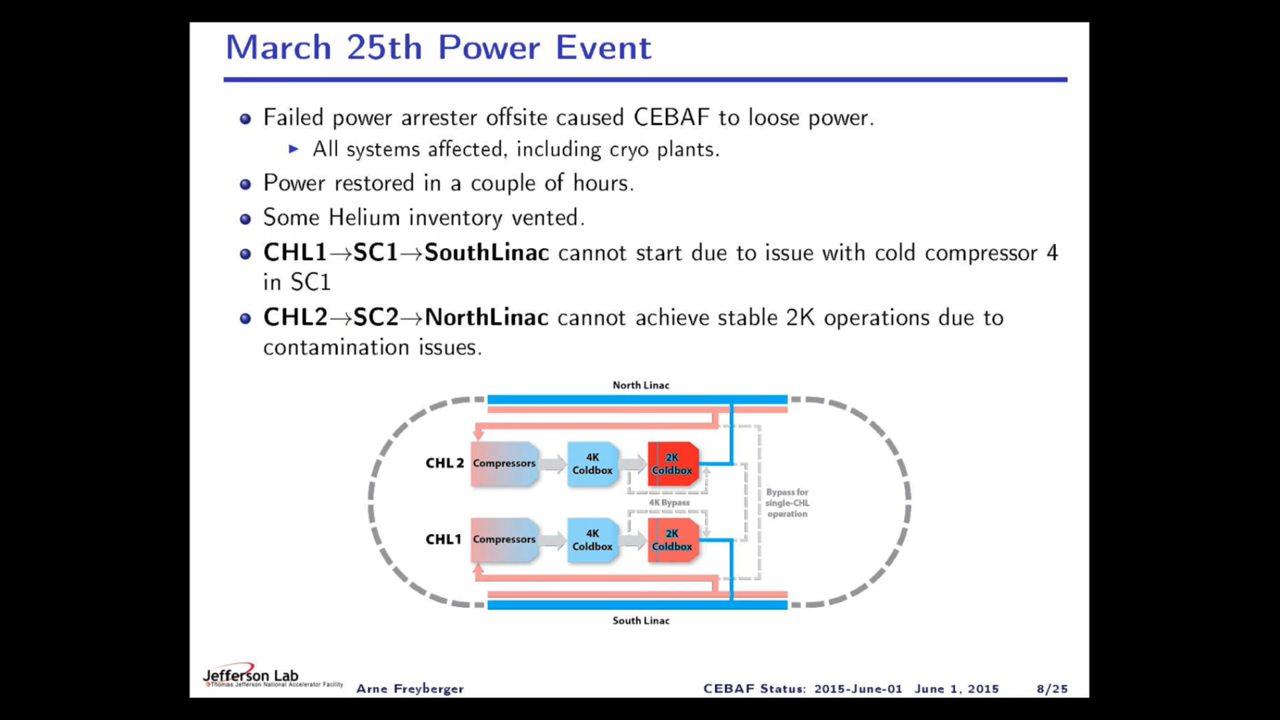 March 25th Power Event
Failed power arrester offsite caused CEBAF to loose power.
All systems affected, including cryo plants.
Power restored in a couple of hours.
Some Helium inventory vented.
CHL1→SC1→SouthLinac cannot start due to issue with cold compressor 4
in SC1
CHL2→SC2→NorthLinac cannot achieve stable 2K operations due to
contamination issues.
North Linac
CHL 2
Compressors
4K
Coldbox
2K
Coldbox
4K Bypass
Bypass for
single-CHL
operation
CHL1
Compressors
4K
Coldbox
2K
Coldbox
South Linac
Jefferson Lab
Thomas Jefferson National Accelerator Facility
Arne Freyberger
CEBAF Status: 2015-June-01 June 1, 2015
8/25